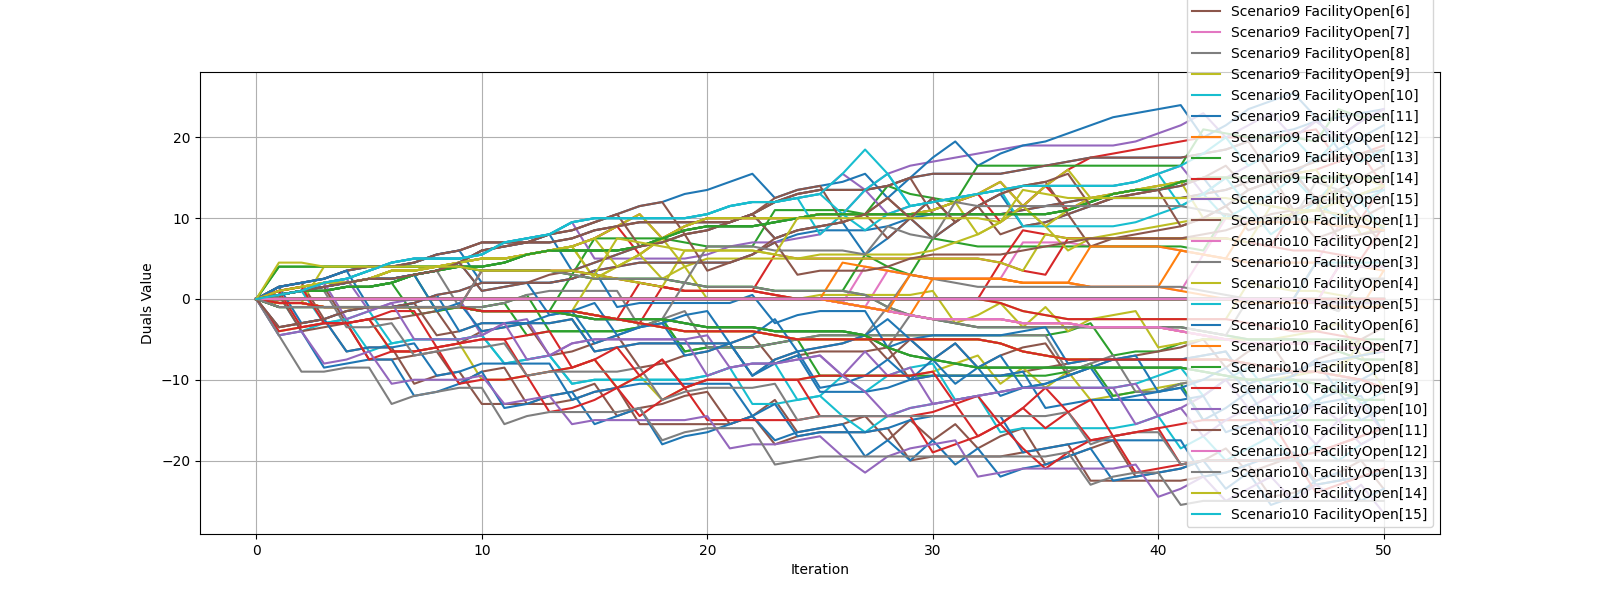 Scenario9 FacilityOpen[6]
Scenario9 FacilityOpen[7]
Scenario9 FacilityOpen[8]
Scenario9 FacilityOpen[9]
Scenario9 FacilityOpen[10]
Scenario9 FacilityOpen[11]
Scenario9 FacilityOpen[12]
Scenario9 FacilityOpen[13]
Scenario9 FacilityOpen[14]
Scenario9 FacilityOpen[15]
Scenario10 FacilityOpen[1]
Scenario10 FacilityOpen[2]
Scenario10 FacilityOpen[3]
Scenario10 FacilityOpen[4]
Scenario10 FacilityOpen[5]
Scenario10 FacilityOpen[6]
Scenario10 FacilityOpen[7]
Scenario10 FacilityOpen[8]
Scenario10 FacilityOpen[9]
Scenario10 FacilityOpen[10]
Scenario10 FacilityOpen[11]
Scenario10 FacilityOpen[12]
Scenario10 FacilityOpen[13]
Scenario10 FacilityOpen[14]
Scenario10 FacilityOpen[15]
20
10
0
−10
−20
Duals Value
0 10 20 30 40 50
Iteration